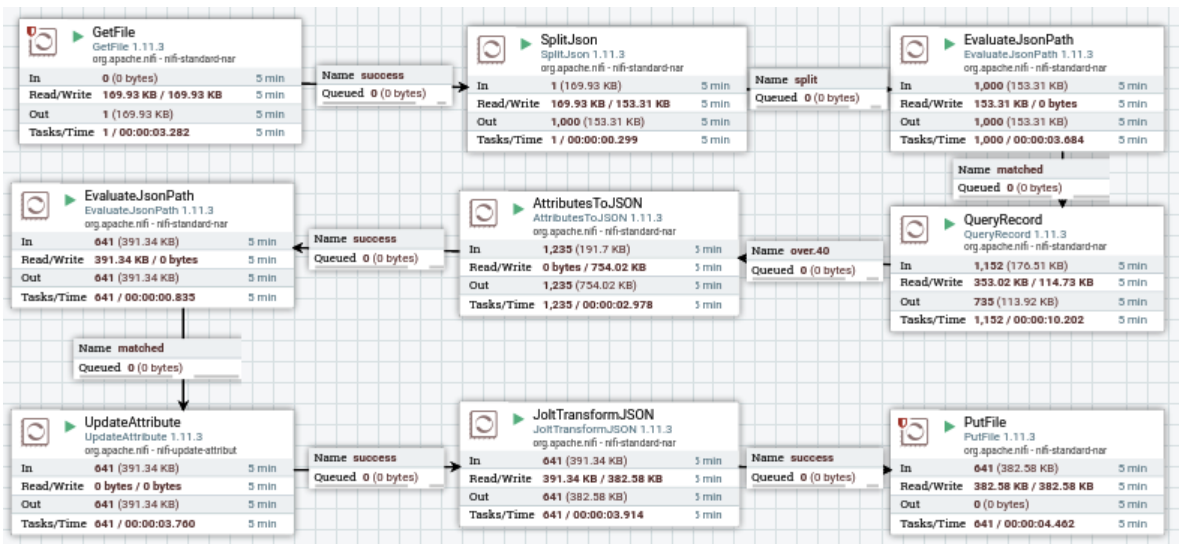 GetFile
GetFile 1.11.3
org.apache.nifi - nifi-standard-nar
In 0 (0 bytes) 5 min
Read/Write 169.93 KB / 169.93 KB 5 min
Out 1 (169.93 KB) 5 min
Tasks/Time 1 / 00:00:03.282 5 min
Name success
Queued 0 (0 bytes)
SplitJson
SplitJson 1.11.3
org.apache.nifi - nifi-standard-nar
In 1 (169.93 KB) 5 min
Read/Write 169.93 KB / 153.31 KB 5 min
Out 1,000 (153.31 KB) 5 min
Tasks/Time 1 / 00:00:00.299 5 min
Name split
Queued 0 (0 bytes)
EvaluateJsonPath
EvaluateJsonPath 1.11.3
org.apache.nifi - nifi-standard-nar
In 1,000 (153.31 KB) 5 min
Read/Write 153.31 KB / 0 bytes 5 min
Out 1,000 (153.31 KB) 5 min
Tasks/Time 1,000 / 00:00:03.684 5 min
Name matched
Queued 0 (0 bytes)
QueryRecord
QueryRecord 1.11.3
org.apache.nifi - nifi-standard-nar
In 1,152 (176.51 KB) 5 min
Read/Write 353.02 KB / 114.73 KB 5 min
Out 735 (113.92 KB) 5 min
Tasks/Time 1,152 / 00:00:10.202 5 min
Name over.40
Queued 0 (0 bytes)
AttributesToJSON
AttributesToJSON 1.11.3
org.apache.nifi - nifi-standard-nar
In 1,235 (191.7 KB) 5 min
Read/Write 0 bytes / 754.02 KB 5 min
Out 1,235 (754.02 KB) 5 min
Tasks/Time 1,235 / 00:00:02.978 5 min
Name success
Queued 0 (0 bytes)
EvaluateJsonPath
EvaluateJsonPath 1.11.3
org.apache.nifi - nifi-standard-nar
In 641 (391.34 KB) 5 min
Read/Write 391.34 KB / 0 bytes 5 min
Out 641 (391.34 KB) 5 min
Tasks/Time 641 / 00:00:00.835 5 min
Name matched
Queued 0 (0 bytes)
UpdateAttribute
UpdateAttribute 1.11.3
org.apache.nifi - nifi-update-attribut
In 641 (391.34 KB) 5 min
Read/Write 0 bytes / 0 bytes 5 min
Out 641 (391.34 KB) 5 min
Tasks/Time 641 / 00:00:03.760 5 min
Name success
Queued 0 (0 bytes)
JoltTransformJSON
JoltTransformJSON 1.11.3
org.apache.nifi - nifi-standard-nar
In 641 (391.34 KB) 5 min
Read/Write 391.34 KB / 382.58 KB 5 min
Out 641 (382.58 KB) 5 min
Tasks/Time 641 / 00:00:03.914 5 min
Name success
Queued 0 (0 bytes)
PutFile
PutFile 1.11.3
org.apache.nifi - nifi-standard-nar
In 641 (382.58 KB) 5 min
Read/Write 382.58 KB / 382.58 KB 5 min
Out 0 (0 bytes) 5 min
Tasks/Time 641 / 00:00:04.462 5 min